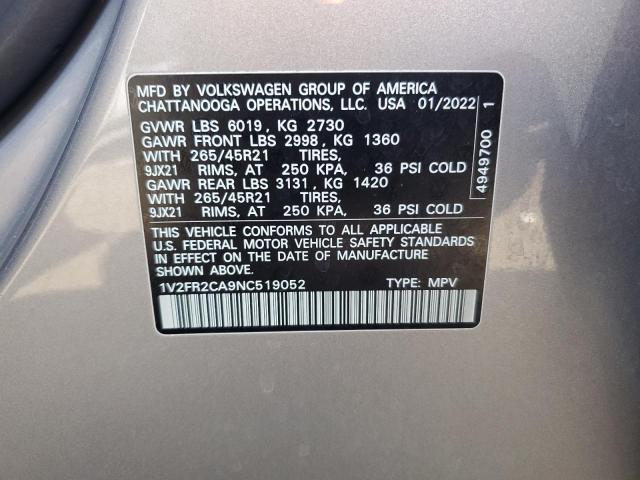 MFD BY VOLKSWAGEN GROUP OF AMERICA
CHATTANOOGA OPERATIONS, LLC. USA 01/2022
GVWR LBS 6019, KG 2730
GAWR FRONT LBS 2998, KG 1360
WITH 265/45R21 TIRES,
9JX21 RIMS, AT 250 KPA, 36 PSI COLD
GAWR REAR LBS 3131, KG 1420
WITH 265/45R21 TIRES,
9JX21 RIMS, AT 250 KPA, 36 PSI COLD
THIS VEHICLE CONFORMS TO ALL APPLICABLE
U.S. FEDERAL MOTOR VEHICLE SAFETY STANDARDS
IN EFFECT ON THE DATE OF MANUFACTURE
SHOWN ABOVE.
1V2FR2CA9NC519052 TYPE: MPV
4949700 1